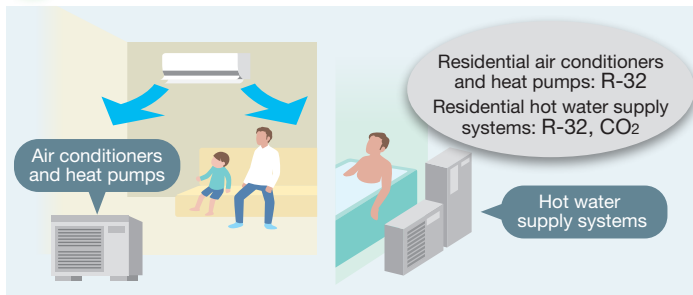 Residential air conditioners
and heat pumps: R-32
Residential hot water supply
systems: R-32, CO2
Air conditioners
and heat pumps
Hot water
supply systems